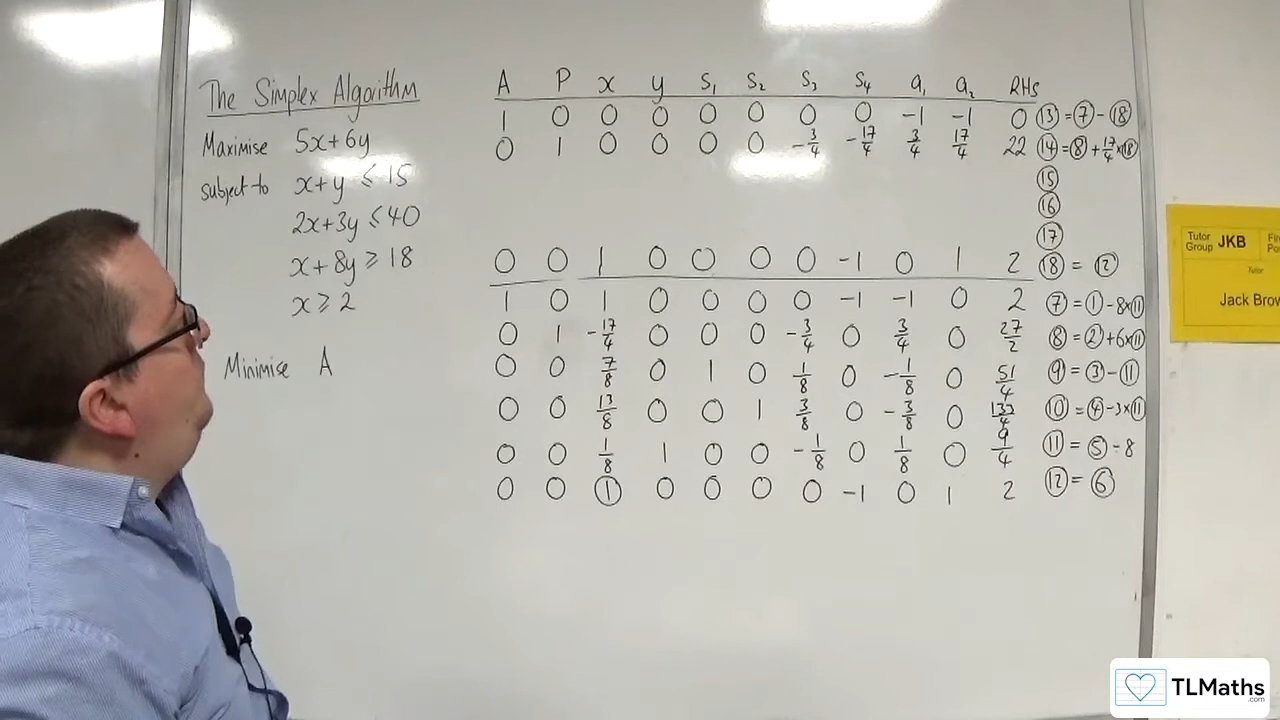 The Simplex Algorithm
Maximise 5x+6y
subject to x+y ≤ 15
2x+3y ≤ 40
x+8y ≥ 18
x ≥ 2
Minimise A
A P x y S₁ S₂ S₃ S₄ a₁ a₂ RHS
1 0 0 0 0 0 0 0 -1 -1 0 ⑬ = ⑦ - ⑱
0 1 0 0 0 0 -3/4 -17/4 3/4 17/4 22 ⑭ = ⑧ + 17/4 × ⑱
⑮
⑯
⑰
0 0 1 0 0 0 0 -1 0 1 2 ⑱ = ⑫
1 0 1 0 0 0 0 -1 -1 0 2 ⑦ = ① - 8×⑪
0 1 -17/4 0 0 0 -3/4 0 3/4 0 27/2 ⑧ = ② + 6×⑪
0 0 7/8 0 1 0 1/8 0 -1/8 0 51/4 ⑨ = ③ - ⑪
0 0 13/8 0 0 1 3/8 0 -3/8 0 133/4 ⑩ = ④ - 3×⑪
0 0 1/8 1 0 0 -1/8 0 1/8 0 9/4 ⑪ = ⑤ ÷ 8
0 0 ① 0 0 0 0 -1 0 1 2 ⑫ = ⑥
Tutor Group JKB
Tutor
Jack Brow
TLMaths
.com